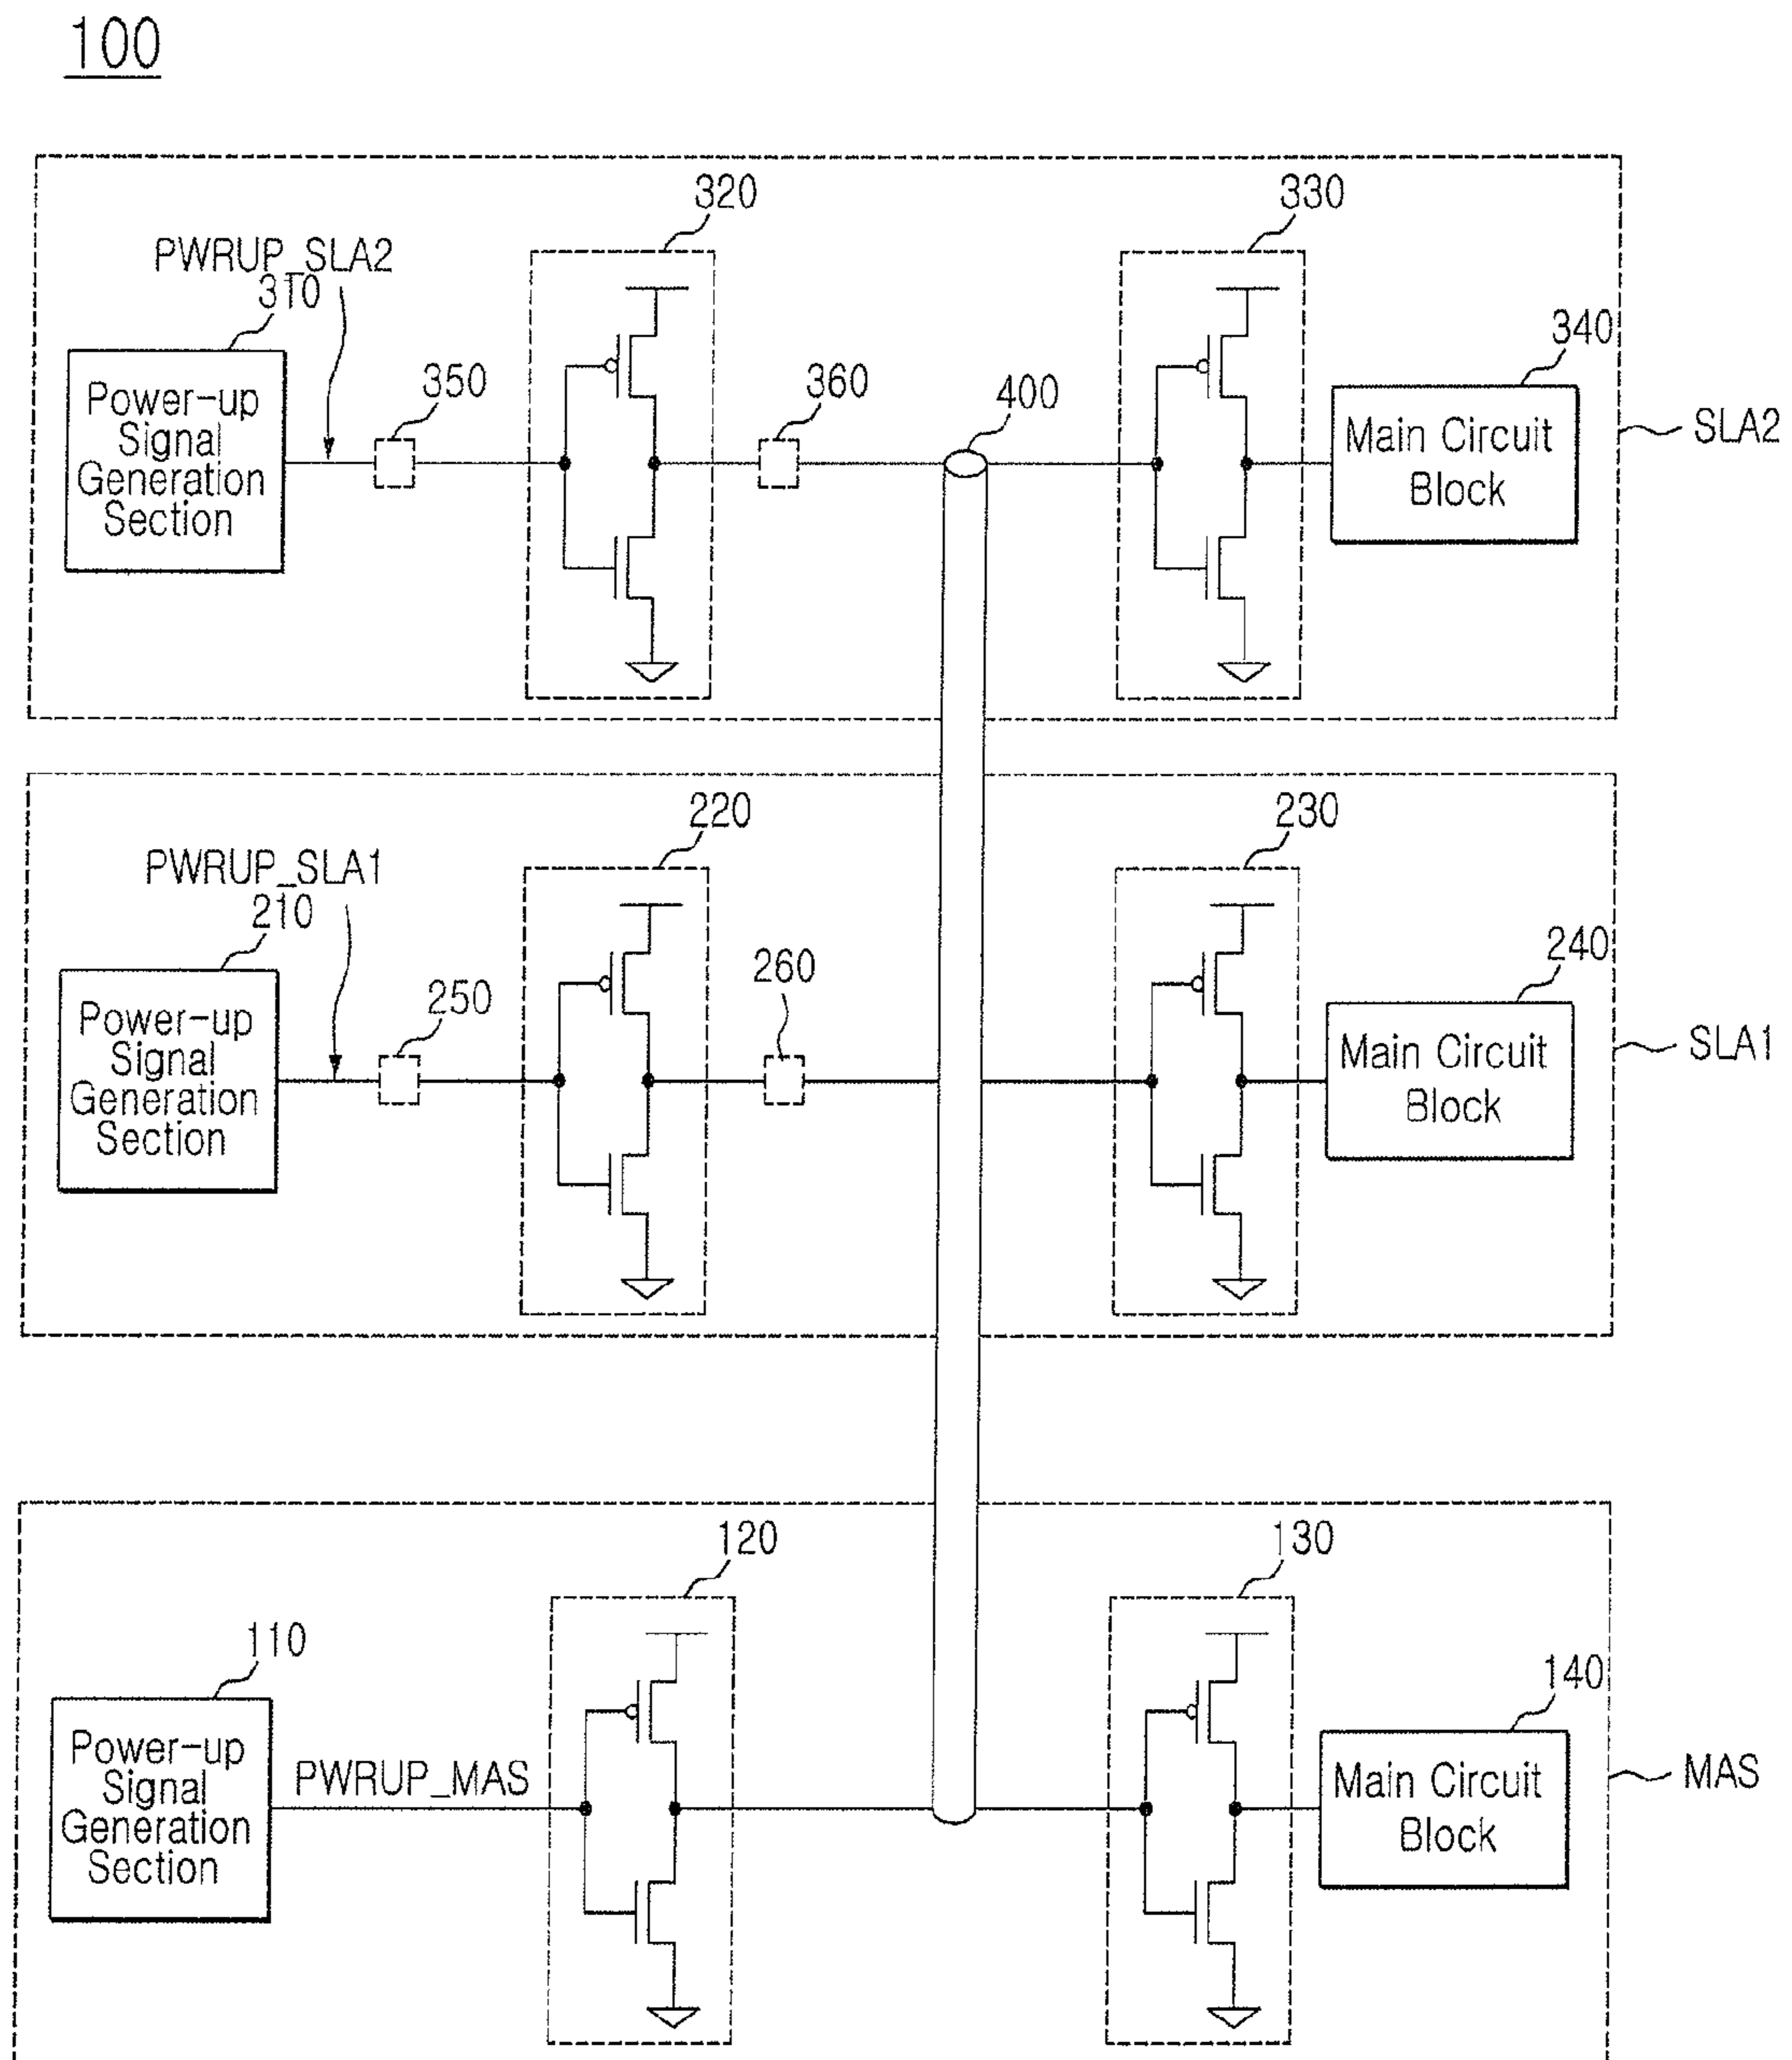 100
320
330
PWRUP_SLA2
310
340
350
360
400
Power-up
Signal
Generation
Section
Main Circuit
Block
SLA2
220
230
PWRUP_SLA1
210
240
250
260
Power-up
Signal
Generation
Section
Main Circuit
Block
SLA1
120
130
110
140
Power-up
Signal
Generation
Section
PWRUP_MAS
Main Circuit
Block
MAS